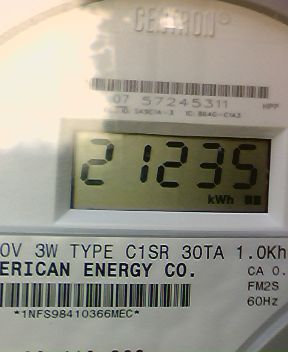 CENTRON®
07 57245311
21235
kWh
0V 3W TYPE C1SR 30TA 1.0Kh
ERICAN ENERGY CO.
CA 0.
FM2S
60Hz
*1NFS98410366MEC*